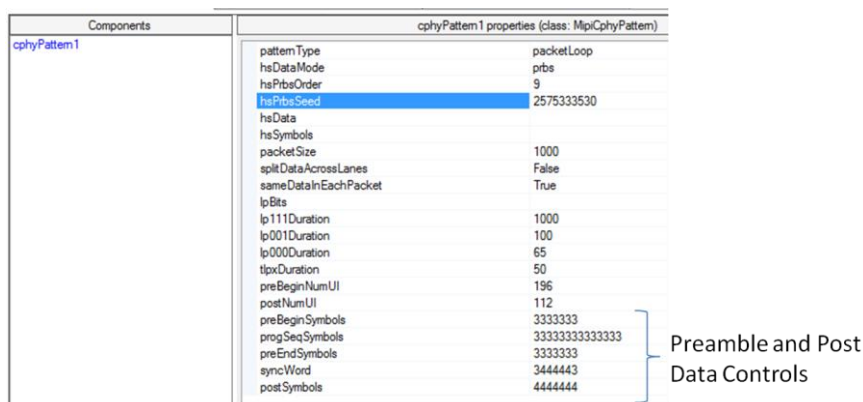 Components
cphyPattern1 properties (class: MipiCphyPattern)
cphyPattern1
patternType packetLoop
hsDataMode prbs
hsPrbsOrder 9
hsPrbsSeed 2575333530
hsData
hsSymbols
packetSize 1000
splitDataAcrossLanes False
sameDataInEachPacket True
lpBits
lp111Duration 1000
lp001Duration 100
lp000Duration 65
tlpxDuration 50
preBeginNumUI 196
postNumUI 112
preBeginSymbols 3333333
progSeqSymbols 33333333333333
preEndSymbols 3333333
syncWord 3444443
postSymbols 4444444
Preamble and Post
Data Controls